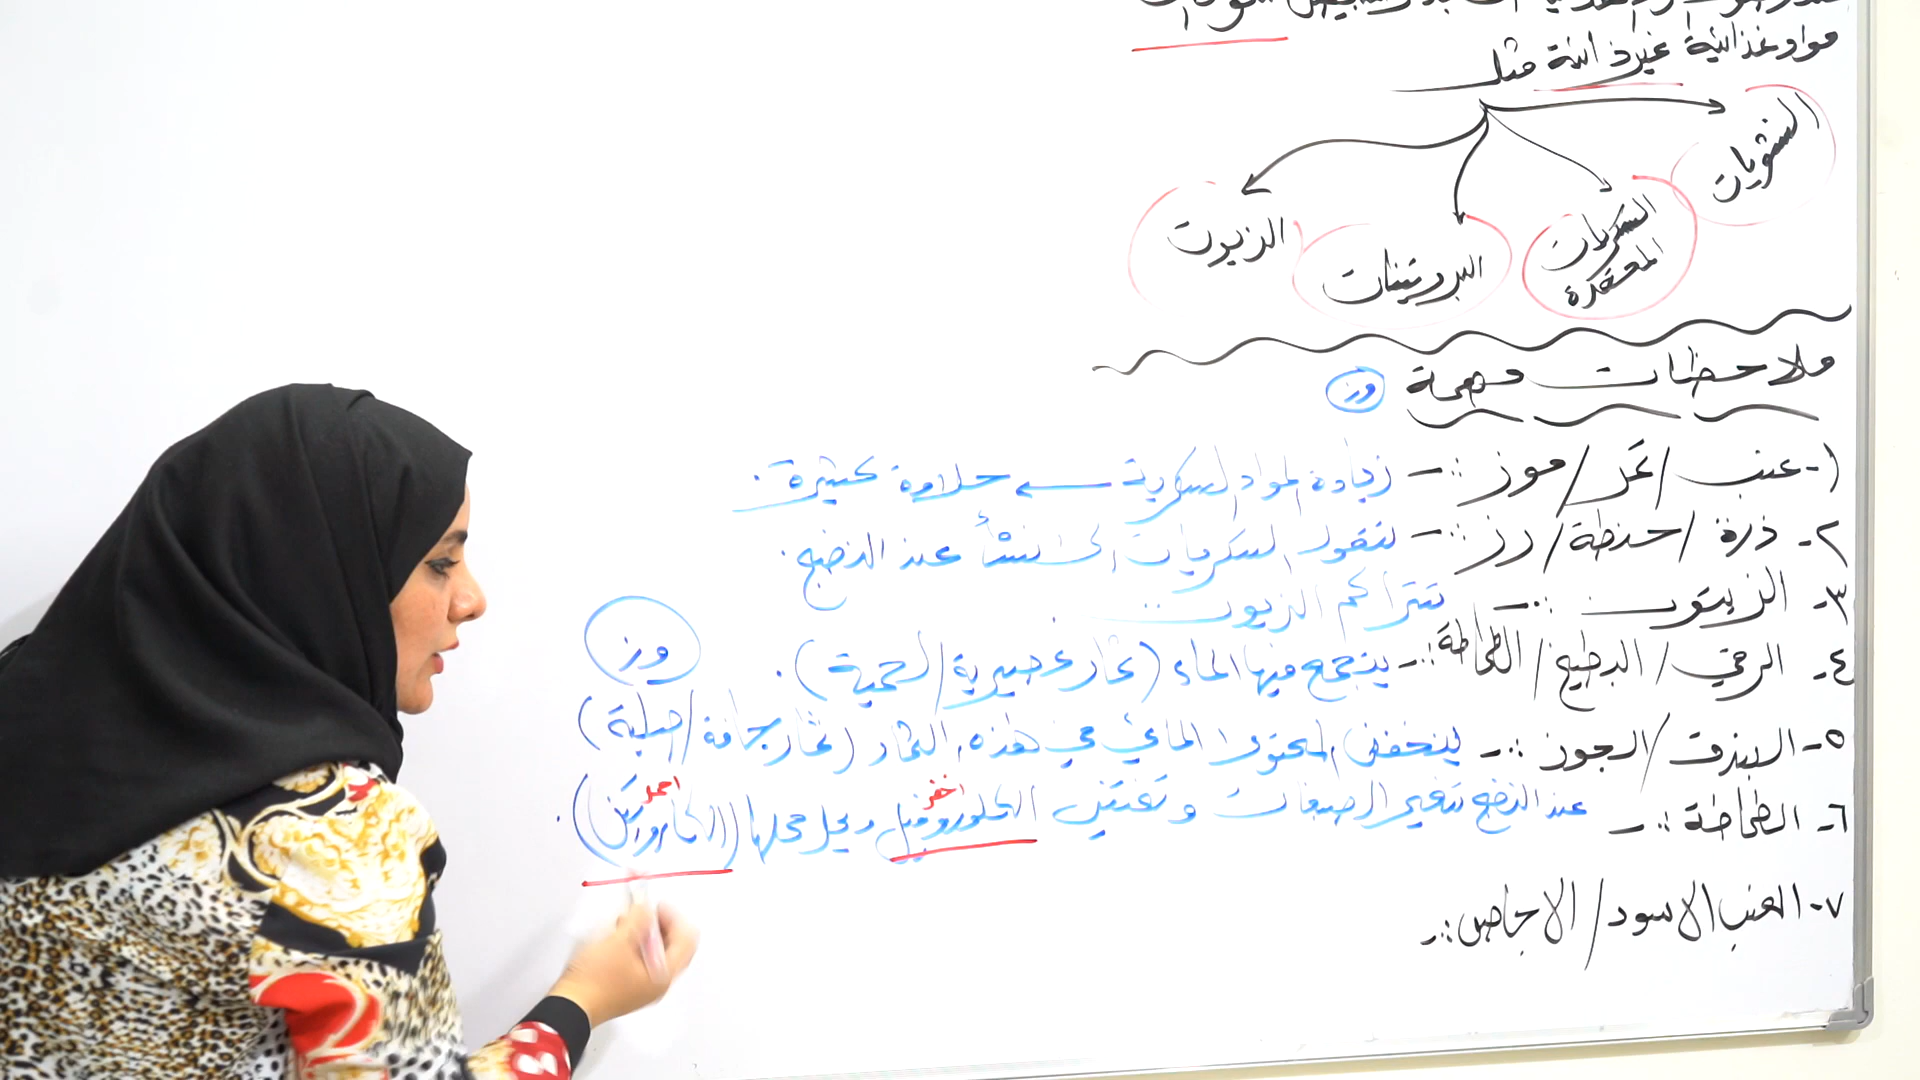 مواد غذائية غير ذائبة مثل
النشويات
السكريات المعقدة
البروتينات
الزيوت
ملاحظات مهمة
وز
١- عنب / تمر / موز :- زيادة المواد السكرية حلاوة كبيرة.
٢- ذرة / حنطة / رز :- تتحول السكريات الى نشأ عند النضج.
٣- الزيتون :- تتراكم الزيوت ..
٤- الرقي / البطيخ / الطماطة :- يتجمع فيها الماء (ثمار عصيرية / لحمية).
وز
٥- البندق / الجوز :- ينخفض المحتوى المائي في هذه الثمار (ثمار جافة / صلبة)
٦- الطماطة :- عند النضج تتغير الصبغات وتختفي الكلوروفيل ويحل محلها (الكاروتين).
اخضر
احمر
٧- العنب الاسود / الاجاص :-